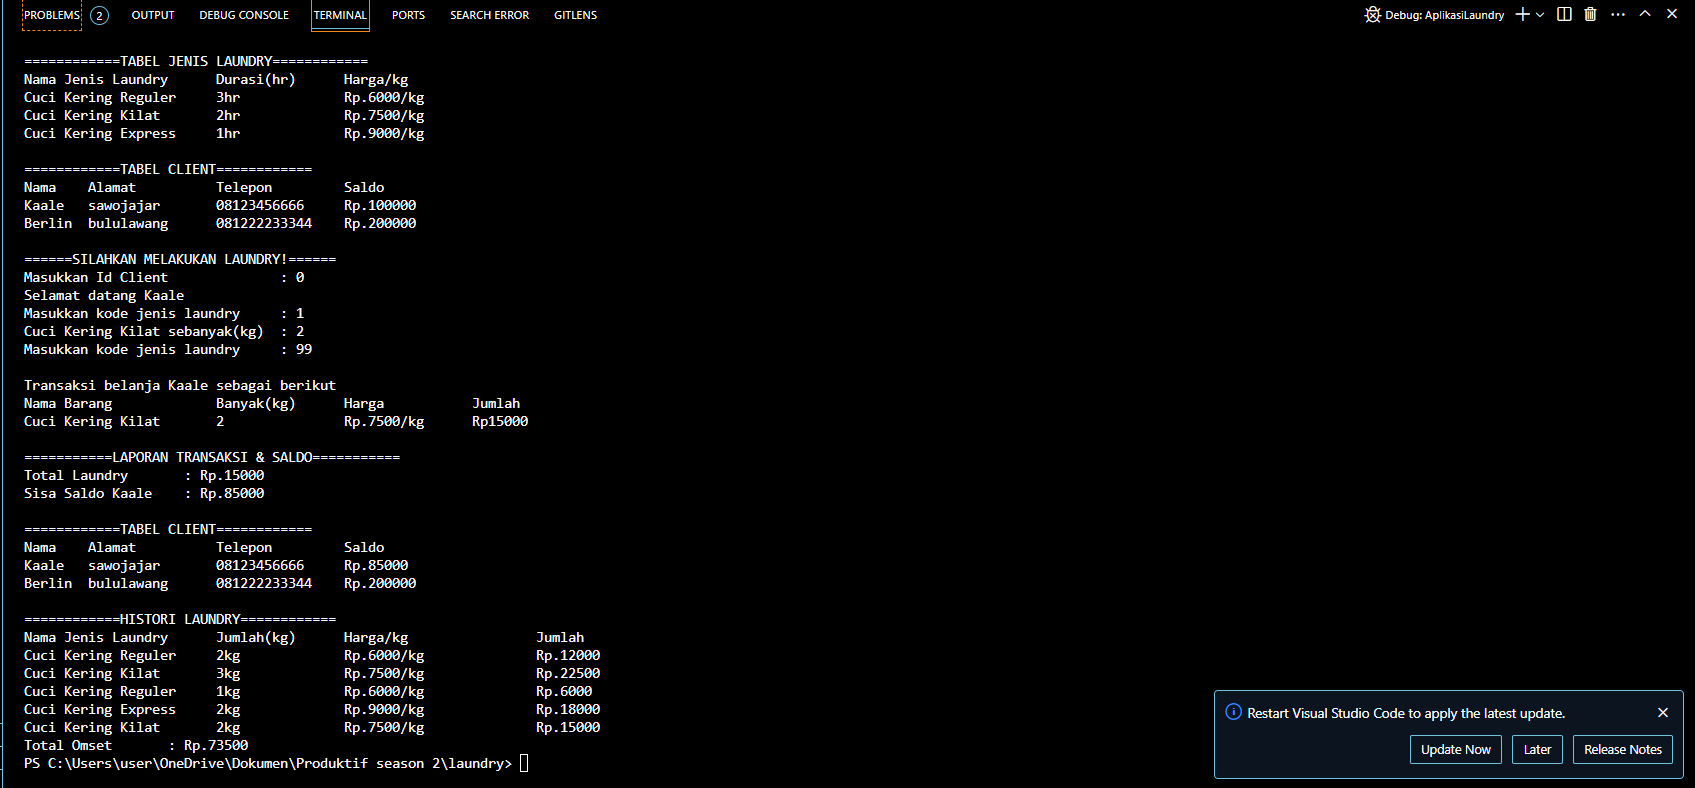 PROBLEMS 2 OUTPUT DEBUG CONSOLE TERMINAL PORTS SEARCH ERROR GITLENS Debug: AplikasiLaundry
============TABEL JENIS LAUNDRY============
Nama Jenis Laundry      Durasi(hr)      Harga/kg
Cuci Kering Reguler     3hr             Rp.6000/kg
Cuci Kering Kilat       2hr             Rp.7500/kg
Cuci Kering Express     1hr             Rp.9000/kg
============TABEL CLIENT============
Nama    Alamat          Telepon         Saldo
Kaale   sawojajar       08123456666     Rp.100000
Berlin  bululawang      081222233344    Rp.200000
======SILAHKAN MELAKUKAN LAUNDRY!======
Masukkan Id Client              : 0
Selamat datang Kaale
Masukkan kode jenis laundry     : 1
Cuci Kering Kilat sebanyak(kg)  : 2
Masukkan kode jenis laundry     : 99
Transaksi belanja Kaale sebagai berikut
Nama Barang             Banyak(kg)      Harga           Jumlah
Cuci Kering Kilat       2               Rp.7500/kg      Rp15000
===========LAPORAN TRANSAKSI & SALDO===========
Total Laundry       : Rp.15000
Sisa Saldo Kaale    : Rp.85000
============TABEL CLIENT============
Nama    Alamat          Telepon         Saldo
Kaale   sawojajar       08123456666     Rp.85000
Berlin  bululawang      081222233344    Rp.200000
============HISTORI LAUNDRY============
Nama Jenis Laundry      Jumlah(kg)      Harga/kg                Jumlah
Cuci Kering Reguler     2kg             Rp.6000/kg              Rp.12000
Cuci Kering Kilat       3kg             Rp.7500/kg              Rp.22500
Cuci Kering Reguler     1kg             Rp.6000/kg              Rp.6000
Cuci Kering Express     2kg             Rp.9000/kg              Rp.18000
Cuci Kering Kilat       2kg             Rp.7500/kg              Rp.15000
Total Omset       : Rp.73500
PS C:\Users\user\OneDrive\Dokumen\Produktif season 2\laundry>
Restart Visual Studio Code to apply the latest update.
Update Now Later Release Notes